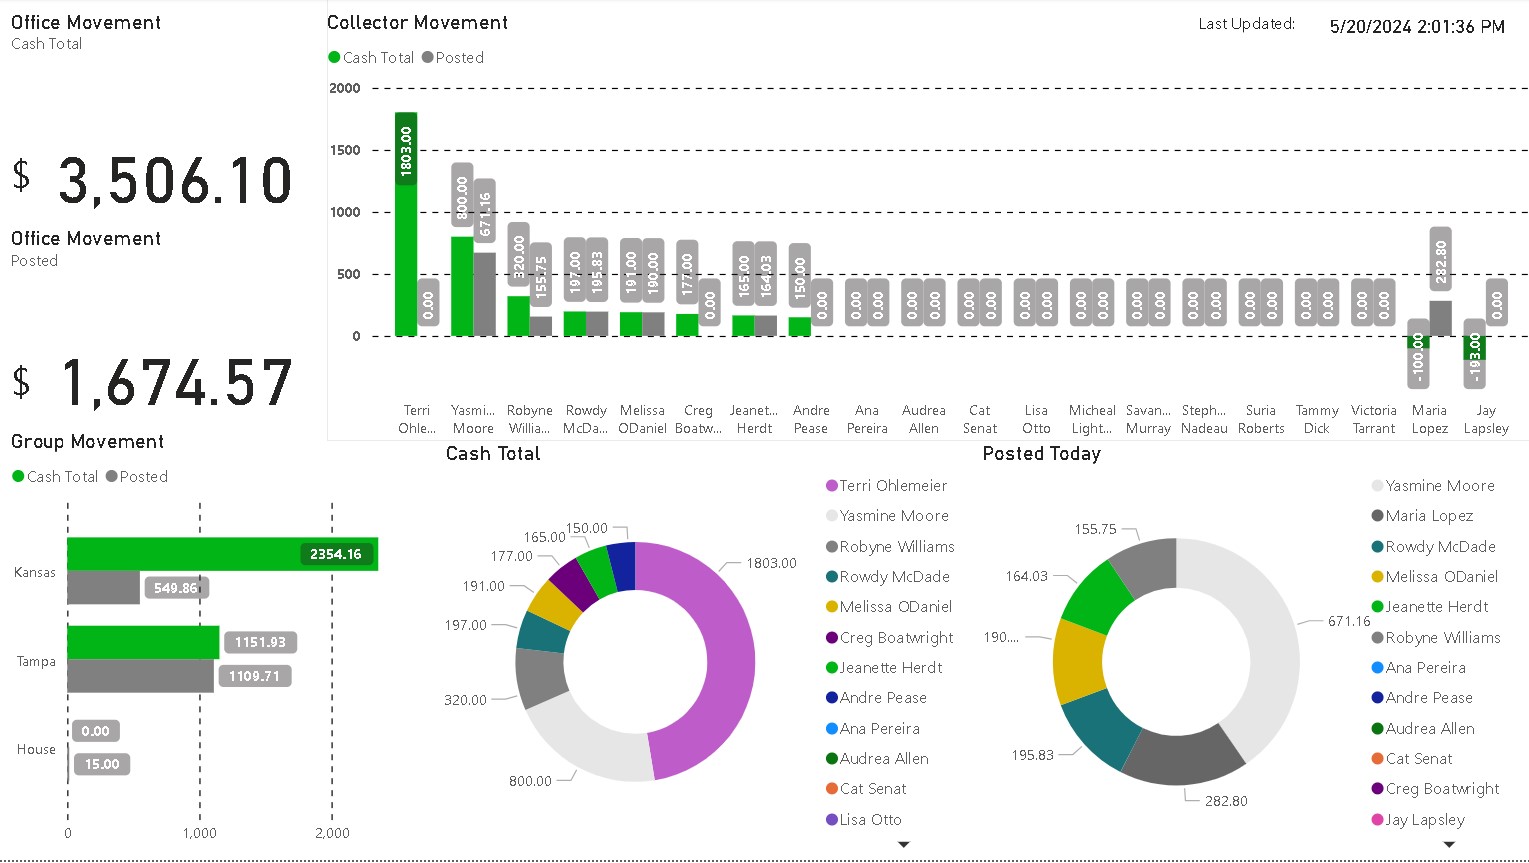 Office Movement
Cash Total
$ 3,506.10
Office Movement
Posted
$ 1,674.57
Collector Movement
Last Updated: 5/20/2024 2:01:36 PM
Cash Total Posted
2000
1500
1000
500
0
1803.00 0.00
800.00 671.16
320.00 155.75
197.00 195.83
191.00 190.00
177.00 0.00
165.00 164.03
150.00 0.00
0.00 0.00
0.00 0.00
0.00 0.00
0.00 0.00
0.00 0.00
0.00 0.00
0.00 0.00
0.00 0.00
0.00 0.00
0.00 0.00
-100.00 282.80
-193.00 0.00
Terri Ohle...
Yasmi... Moore
Robyne Willia...
Rowdy McDa...
Melissa ODaniel
Creg Boatw...
Jeanet... Herdt
Andre Pease
Ana Pereira
Audrea Allen
Cat Senat
Lisa Otto
Micheal Light...
Savan... Murray
Steph... Nadeau
Suria Roberts
Tammy Dick
Victoria Tarrant
Maria Lopez
Jay Lapsley
Group Movement
Cash Total Posted
Kansas
2354.16
549.86
Tampa
1151.93
1109.71
House
0.00
15.00
0 1,000 2,000
Cash Total
1803.00
800.00
320.00
197.00
191.00
177.00
165.00
150.00
Terri Ohlemeier
Yasmine Moore
Robyne Williams
Rowdy McDade
Melissa ODaniel
Creg Boatwright
Jeanette Herdt
Andre Pease
Ana Pereira
Audrea Allen
Cat Senat
Lisa Otto
Posted Today
671.16
282.80
195.83
190....
164.03
155.75
Yasmine Moore
Maria Lopez
Rowdy McDade
Melissa ODaniel
Jeanette Herdt
Robyne Williams
Ana Pereira
Andre Pease
Audrea Allen
Cat Senat
Creg Boatwright
Jay Lapsley